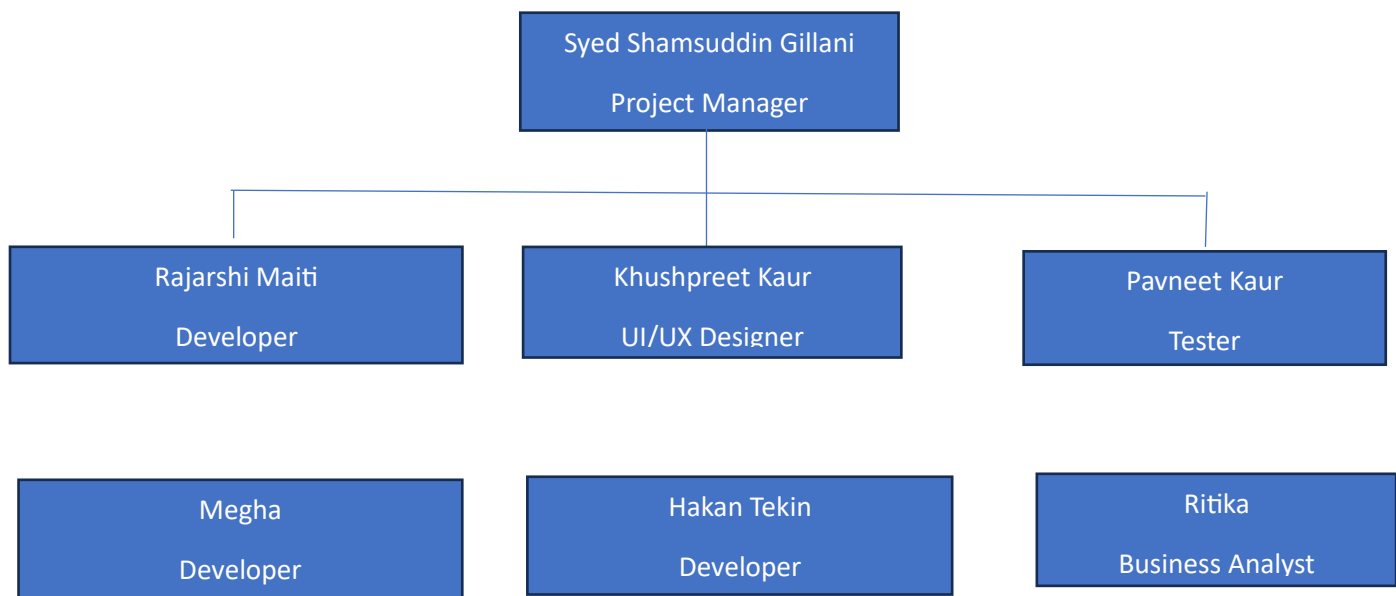 Syed Shamsuddin Gillani
Project Manager
Rajarshi Maiti
Developer
Khushpreet Kaur
UI/UX Designer
Pavneet Kaur
Tester
Megha
Developer
Hakan Tekin
Developer
Ritika
Business Analyst